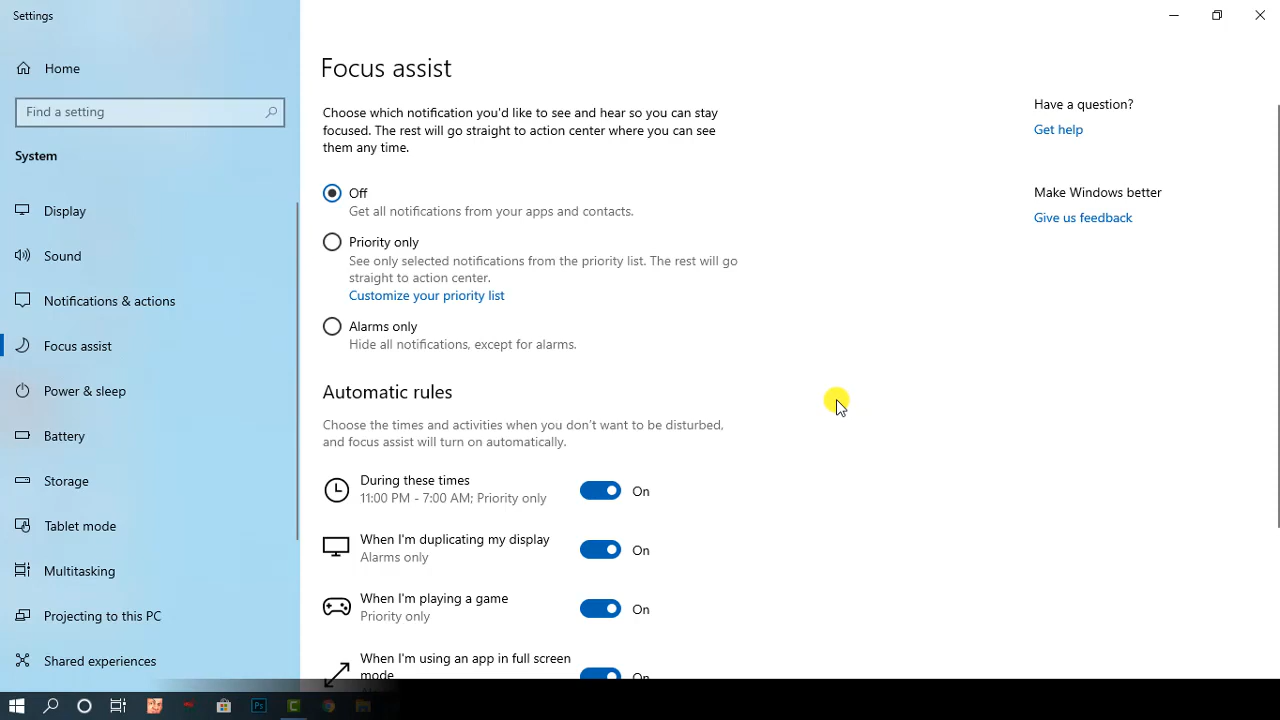 Settings
Home
Find a setting
System
Display
Sound
Notifications & actions
Focus assist
Power & sleep
Battery
Storage
Tablet mode
Multitasking
Projecting to this PC
Shared experiences
Focus assist
Choose which notification you'd like to see and hear so you can stay
focused. The rest will go straight to action center where you can see
them any time.
Off
Get all notifications from your apps and contacts.
Priority only
See only selected notifications from the priority list. The rest will go
straight to action center.
Customize your priority list
Alarms only
Hide all notifications, except for alarms.
Automatic rules
Choose the times and activities when you don't want to be disturbed,
and focus assist will turn on automatically.
During these times
11:00 PM - 7:00 AM; Priority only
On
When I'm duplicating my display
Alarms only
On
When I'm playing a game
Priority only
On
When I'm using an app in full screen
mode
On
Have a question?
Get help
Make Windows better
Give us feedback
Ps
C